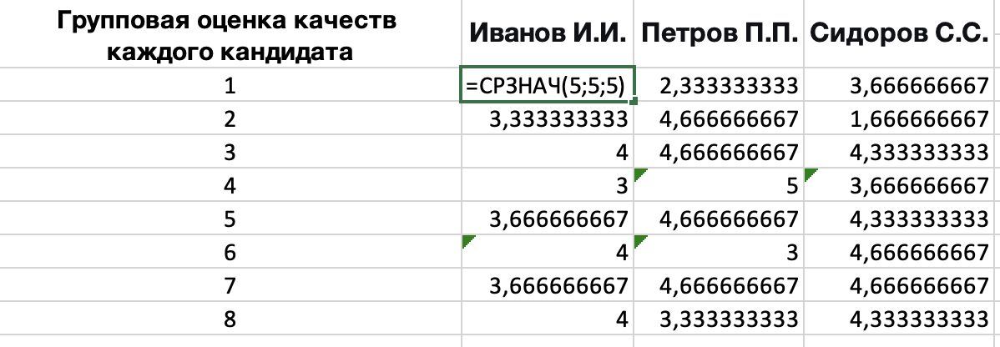 Групповая оценка качеств
каждого кандидата
Иванов И.И. Петров П.П. Сидоров С.С.
1 =СРЗНАЧ(5;5;5) 2,333333333 3,666666667
2 3,333333333 4,666666667 1,666666667
3 4 4,666666667 4,333333333
4 3 5 3,666666667
5 3,666666667 4,666666667 4,333333333
6 4 3 4,666666667
7 3,666666667 4,666666667 4,666666667
8 4 3,333333333 4,333333333